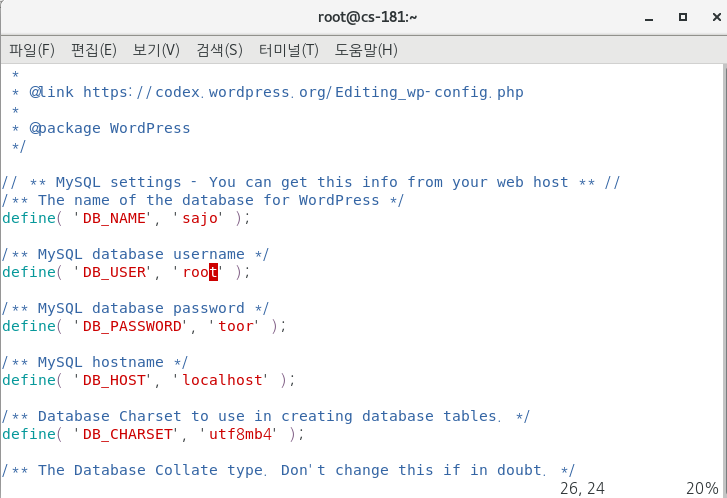 root@cs-181:~
파일(F) 편집(E) 보기(V) 검색(S) 터미널(T) 도움말(H)
 *
 * @link https://codex.wordpress.org/Editing_wp-config.php
 *
 * @package WordPress
 */
// ** MySQL settings - You can get this info from your web host ** //
/** The name of the database for WordPress */
define( 'DB_NAME', 'sajo' );
/** MySQL database username */
define( 'DB_USER', 'root' );
/** MySQL database password */
define( 'DB_PASSWORD', 'toor' );
/** MySQL hostname */
define( 'DB_HOST', 'localhost' );
/** Database Charset to use in creating database tables. */
define( 'DB_CHARSET', 'utf8mb4' );
/** The Database Collate type. Don't change this if in doubt. */
26,24 20%